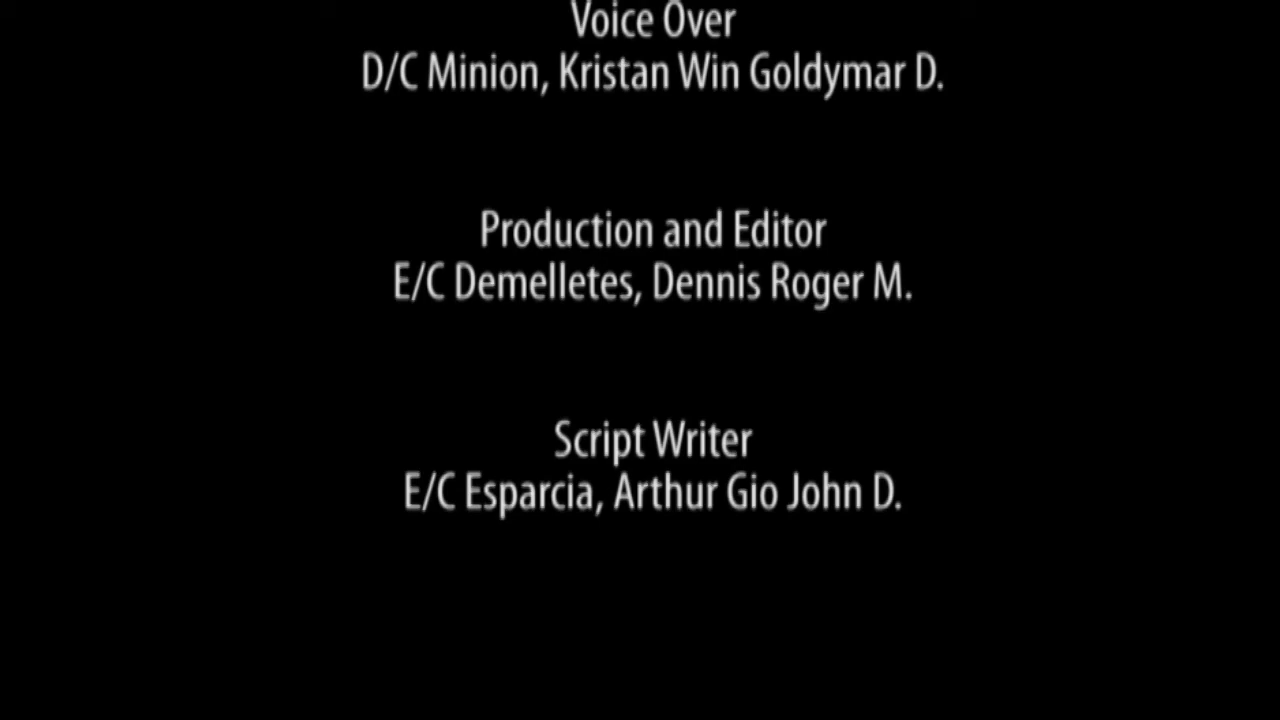 Voice Over
D/C Minion, Kristan Win Goldymar D.
Production and Editor
E/C Demelletes, Dennis Roger M.
Script Writer
E/C Esparcia, Arthur Gio John D.